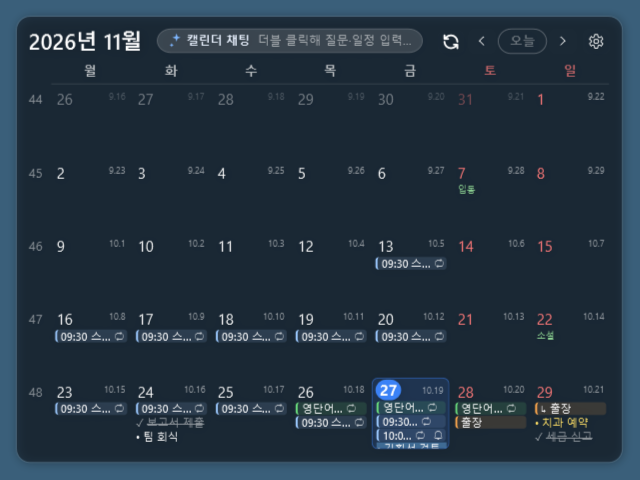 2026년 11월 캘린더 채팅 더블 클릭해 질문·일정 입력... 오늘
월 화 수 목 금 토 일
44 26 9.16 27 9.17 28 9.18 29 9.19 30 9.20 31 9.21 1 9.22
45 2 9.23 3 9.24 4 9.25 5 9.26 6 9.27 7 9.28 8 9.29
입동
46 9 10.1 10 10.2 11 10.3 12 10.4 13 10.5 14 10.6 15 10.7
09:30 스...
47 16 10.8 17 10.9 18 10.10 19 10.11 20 10.12 21 10.13 22 10.14
09:30 스... 09:30 스... 09:30 스... 09:30 스... 09:30 스... 소설
48 23 10.15 24 10.16 25 10.17 26 10.18 27 10.19 28 10.20 29 10.21
09:30 스... 09:30 스... 09:30 스... 영단어... 영단어... 영단어... ↳ 출장
✓ 보고서 제출 09:30 스... 09:30... 출장 • 치과 예약
• 팀 회식 10:0... ✓ 세금 신고